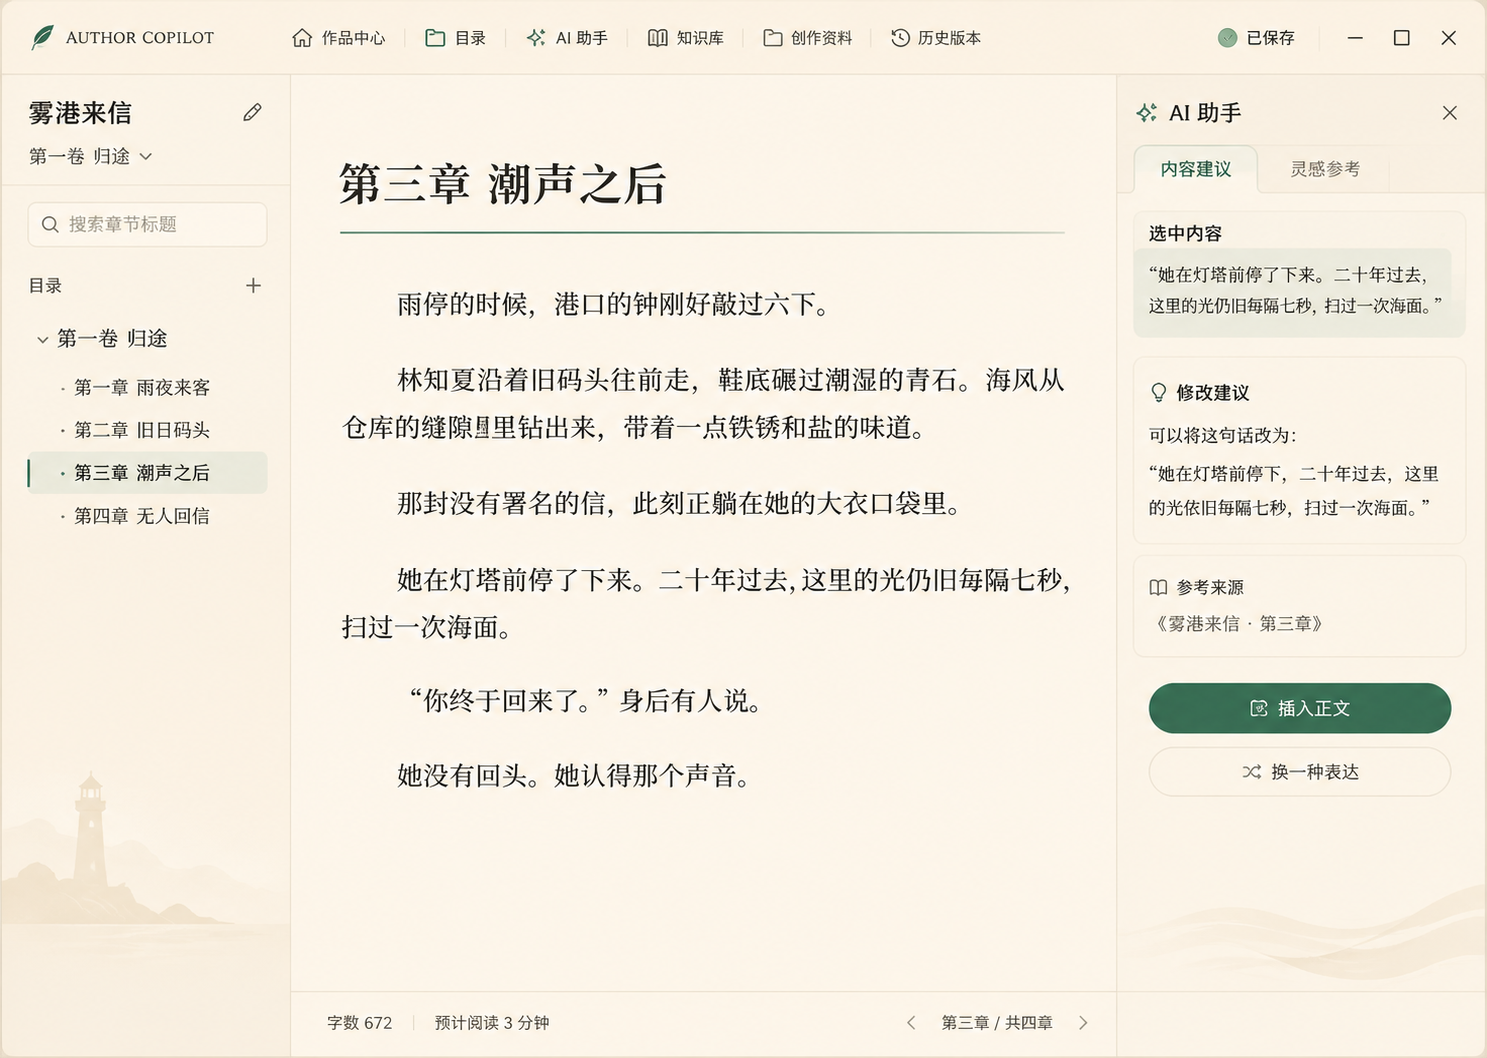 AUTHOR COPILOT
作品中心
目录
AI 助手
知识库
创作资料
历史版本
已保存
雾港来信
第一卷 归途
搜索章节标题
目录
第一卷 归途
第一章 雨夜来客
第二章 旧日码头
第三章 潮声之后
第四章 无人回信
第三章 潮声之后
雨停的时候，港口的钟刚好敲过六下。
林知夏沿着旧码头往前走，鞋底碾过潮湿的青石。海风从
仓库的缝隙里钻出来，带着一点铁锈和盐的味道。
那封没有署名的信，此刻正躺在她的大衣口袋里。
她在灯塔前停了下来。二十年过去，这里的光仍旧每隔七秒，
扫过一次海面。
“你终于回来了。”身后有人说。
她没有回头。她认得那个声音。
字数 672
预计阅读 3 分钟
第三章 / 共四章
AI 助手
内容建议
灵感参考
选中内容
“她在灯塔前停了下来。二十年过去，
这里的光仍旧每隔七秒，扫过一次海面。”
修改建议
可以将这句话改为：
“她在灯塔前停下，二十年过去，这里
的光依旧每隔七秒，扫过一次海面。”
参考来源
《雾港来信 · 第三章》
插入正文
换一种表达